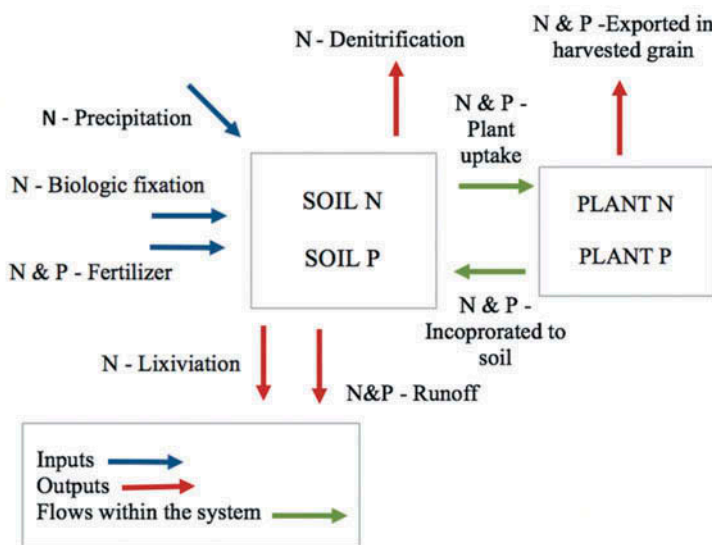 N - Denitrification
N & P -Exported in
harvested grain
N - Precipitation
N & P -
Plant
uptake
N - Biologic fixation
SOIL N
SOIL P
PLANT N
PLANT P
N & P - Fertilizer
N & P -
Incoprorated to
soil
N - Lixiviation
N&P - Runoff
Inputs
Outputs
Flows within the system